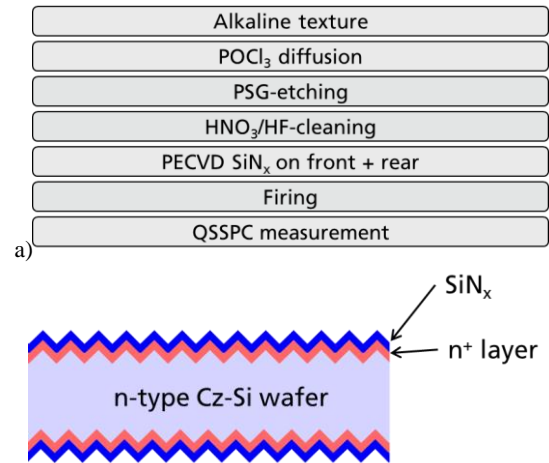 Alkaline texture
POCl₃ diffusion
PSG-etching
HNO₃/HF-cleaning
PECVD SiNₓ on front + rear
Firing
QSSPC measurement
a)
SiNₓ
n⁺ layer
n-type Cz-Si wafer